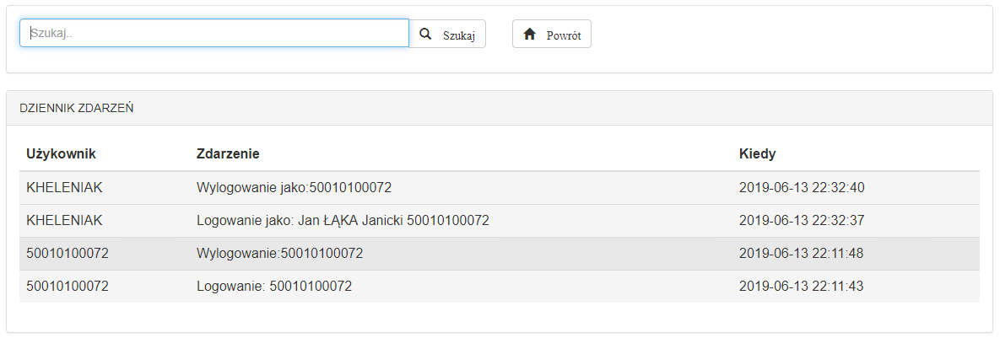 Szukaj.. Szukaj Powrót
DZIENNIK ZDARZEŃ
Użykownik Zdarzenie Kiedy
KHELENIAK Wylogowanie jako:50010100072 2019-06-13 22:32:40
KHELENIAK Logowanie jako: Jan ŁĄKA Janicki 50010100072 2019-06-13 22:32:37
50010100072 Wylogowanie:50010100072 2019-06-13 22:11:48
50010100072 Logowanie: 50010100072 2019-06-13 22:11:43